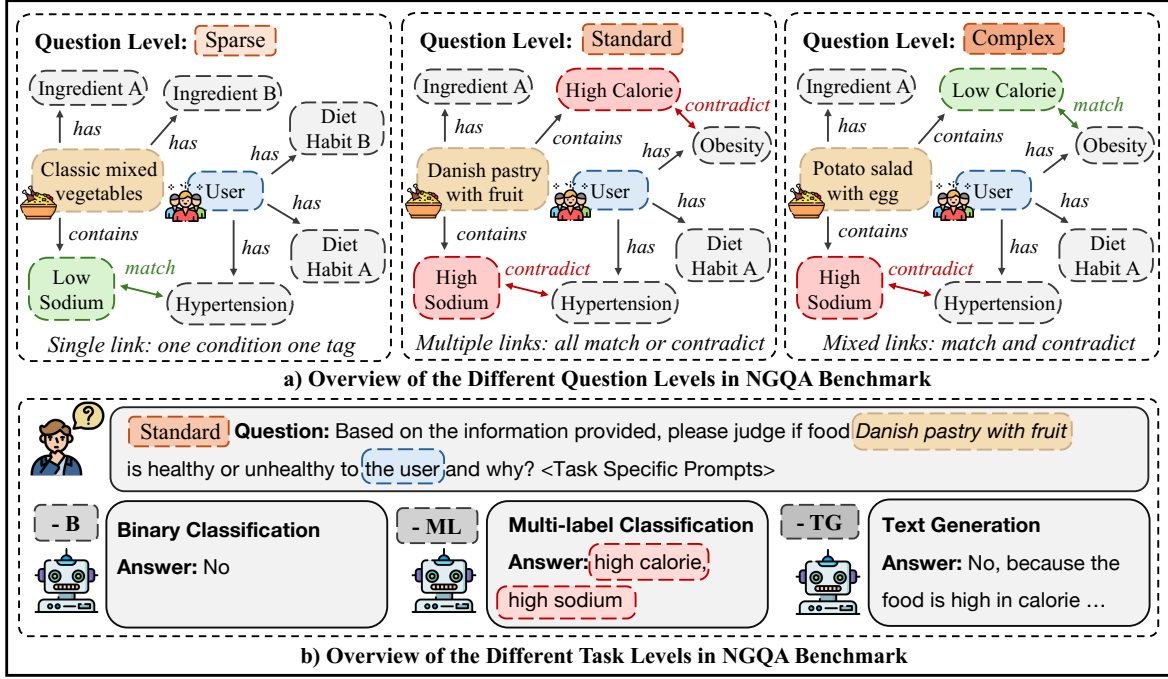 Question Level: Sparse
Ingredient A
Ingredient B
has
has
Diet
Habit B
has
Classic mixed
vegetables
User
has
contains
has
Diet
Habit A
Low
Sodium
match
Hypertension
Single link: one condition one tag
Question Level: Standard
Ingredient A
High Calorie
contradict
has
contains
Obesity
has
Danish pastry
with fruit
User
has
contains
has
Diet
Habit A
High
Sodium
contradict
Hypertension
Multiple links: all match or contradict
Question Level: Complex
Ingredient A
Low Calorie
match
has
contains
Obesity
has
Potato salad
with egg
User
has
contains
has
Diet
Habit A
High
Sodium
contradict
Hypertension
Mixed links: match and contradict
a) Overview of the Different Question Levels in NGQA Benchmark
?
Standard Question: Based on the information provided, please judge if food Danish pastry with fruit
is healthy or unhealthy to the user and why? <Task Specific Prompts>
- B
Binary Classification
Answer: No
- ML
Multi-label Classification
Answer: high calorie,
high sodium
- TG
Text Generation
Answer: No, because the
food is high in calorie ...
b) Overview of the Different Task Levels in NGQA Benchmark